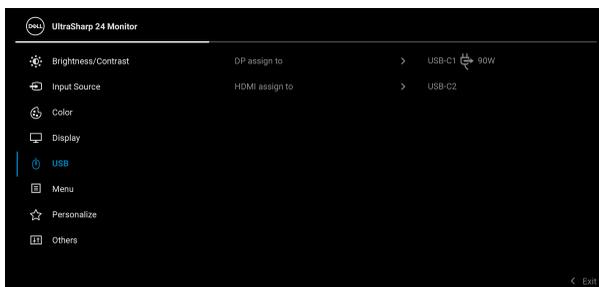 DELL UltraSharp 24 Monitor
Brightness/Contrast DP assign to > USB-C1 90W
Input Source HDMI assign to > USB-C2
Color
Display
USB
Menu
Personalize
Others
< Exit